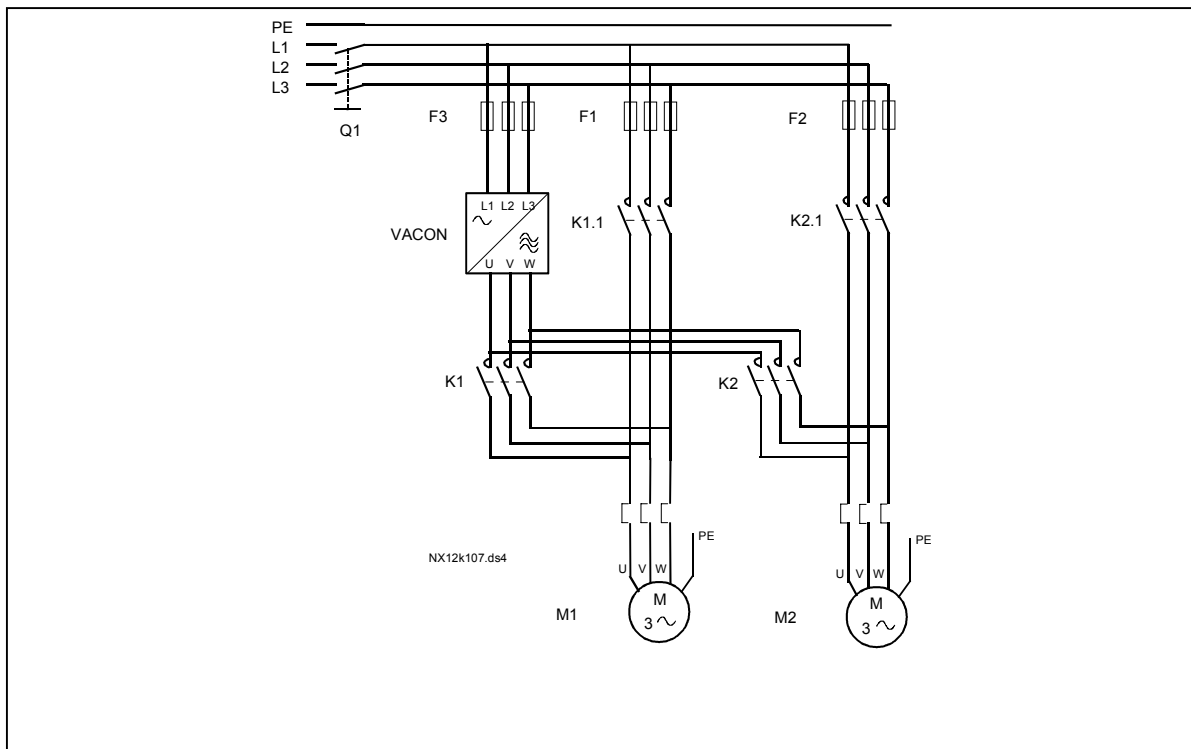 PE
L1
L2
L3
Q1
F3
F1
F2
L1 L2 L3
VACON
U V W
K1.1
K2.1
K1
K2
NX12k107.ds4
PE
PE
U V W
U V W
M1
M
3
M2
M
3